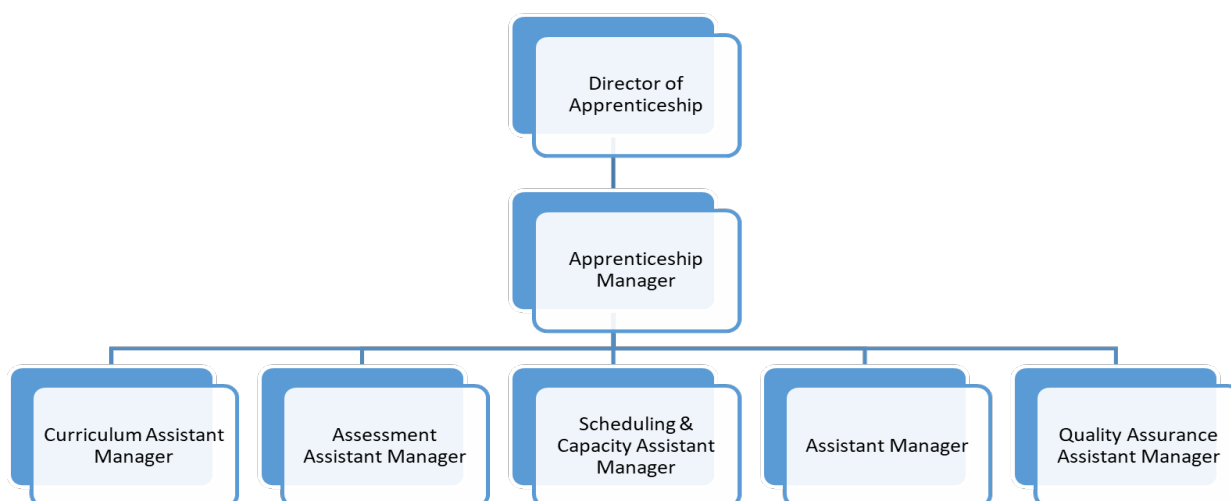 Director of
Apprenticeship
Apprenticeship
Manager
Curriculum Assistant
Manager
Assessment
Assistant Manager
Scheduling &
Capacity Assistant
Manager
Assistant Manager
Quality Assurance
Assistant Manager